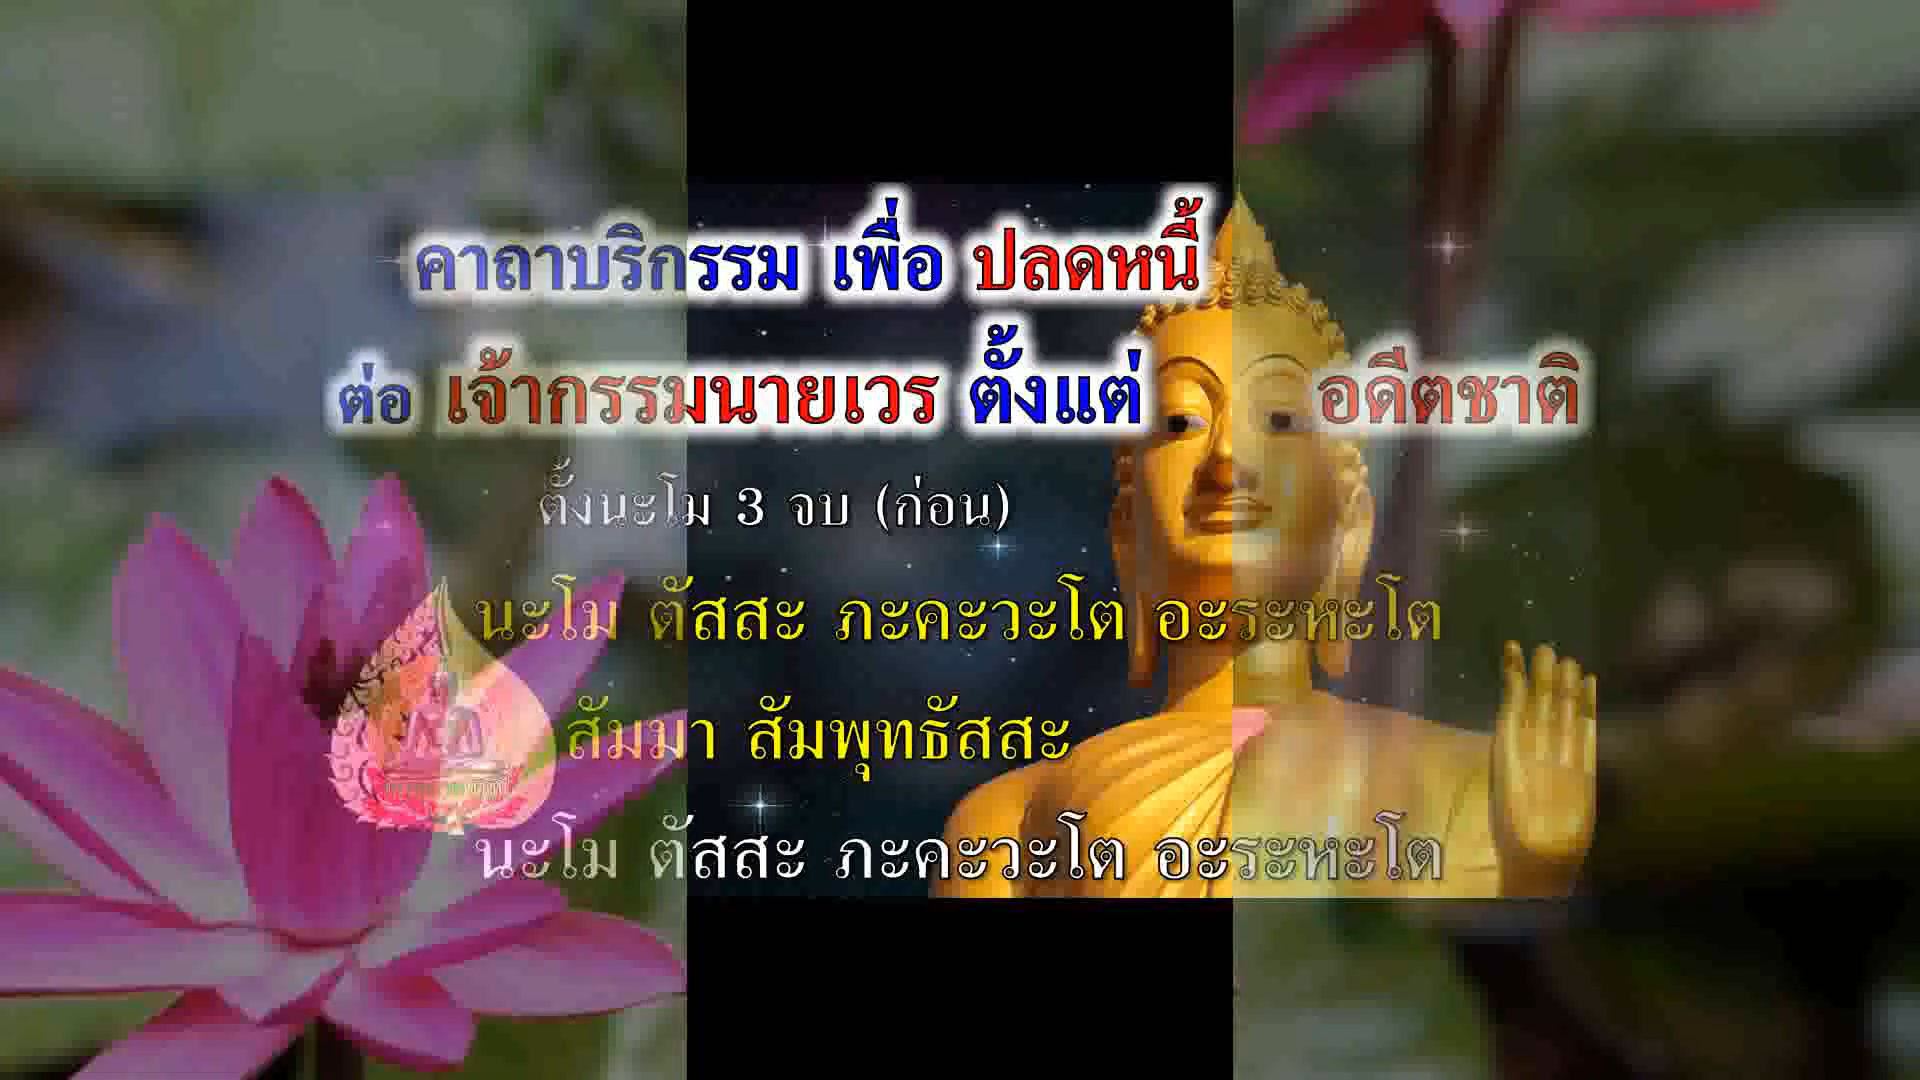 คาถาบริกรรม เพื่อ ปลดหนี้
ต่อ เจ้ากรรมนายเวร ตั้งแต่ อดีตชาติ
ตั้งนะโม 3 จบ (ก่อน)
นะโม ตัสสะ ภะคะวะโต อะระหะโต
สัมมา สัมพุทธัสสะ
นะโม ตัสสะ ภะคะวะโต อะระหะโต